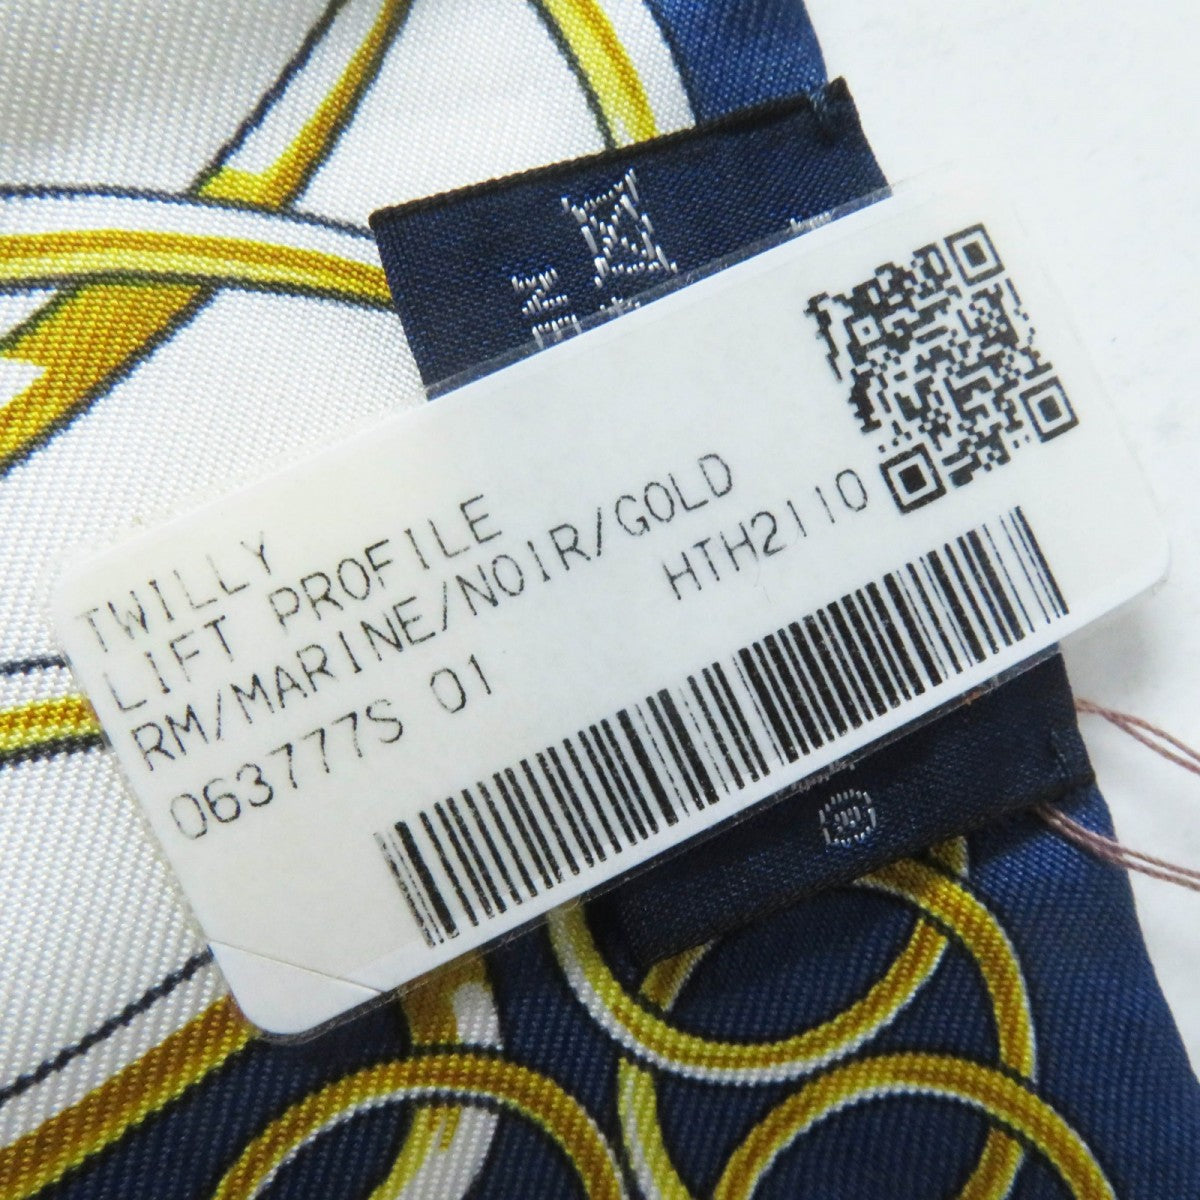 TWILLY
LIFT PROFILE
RM/MARINE/NOIR/GOLD
063777S 01
HTH2110